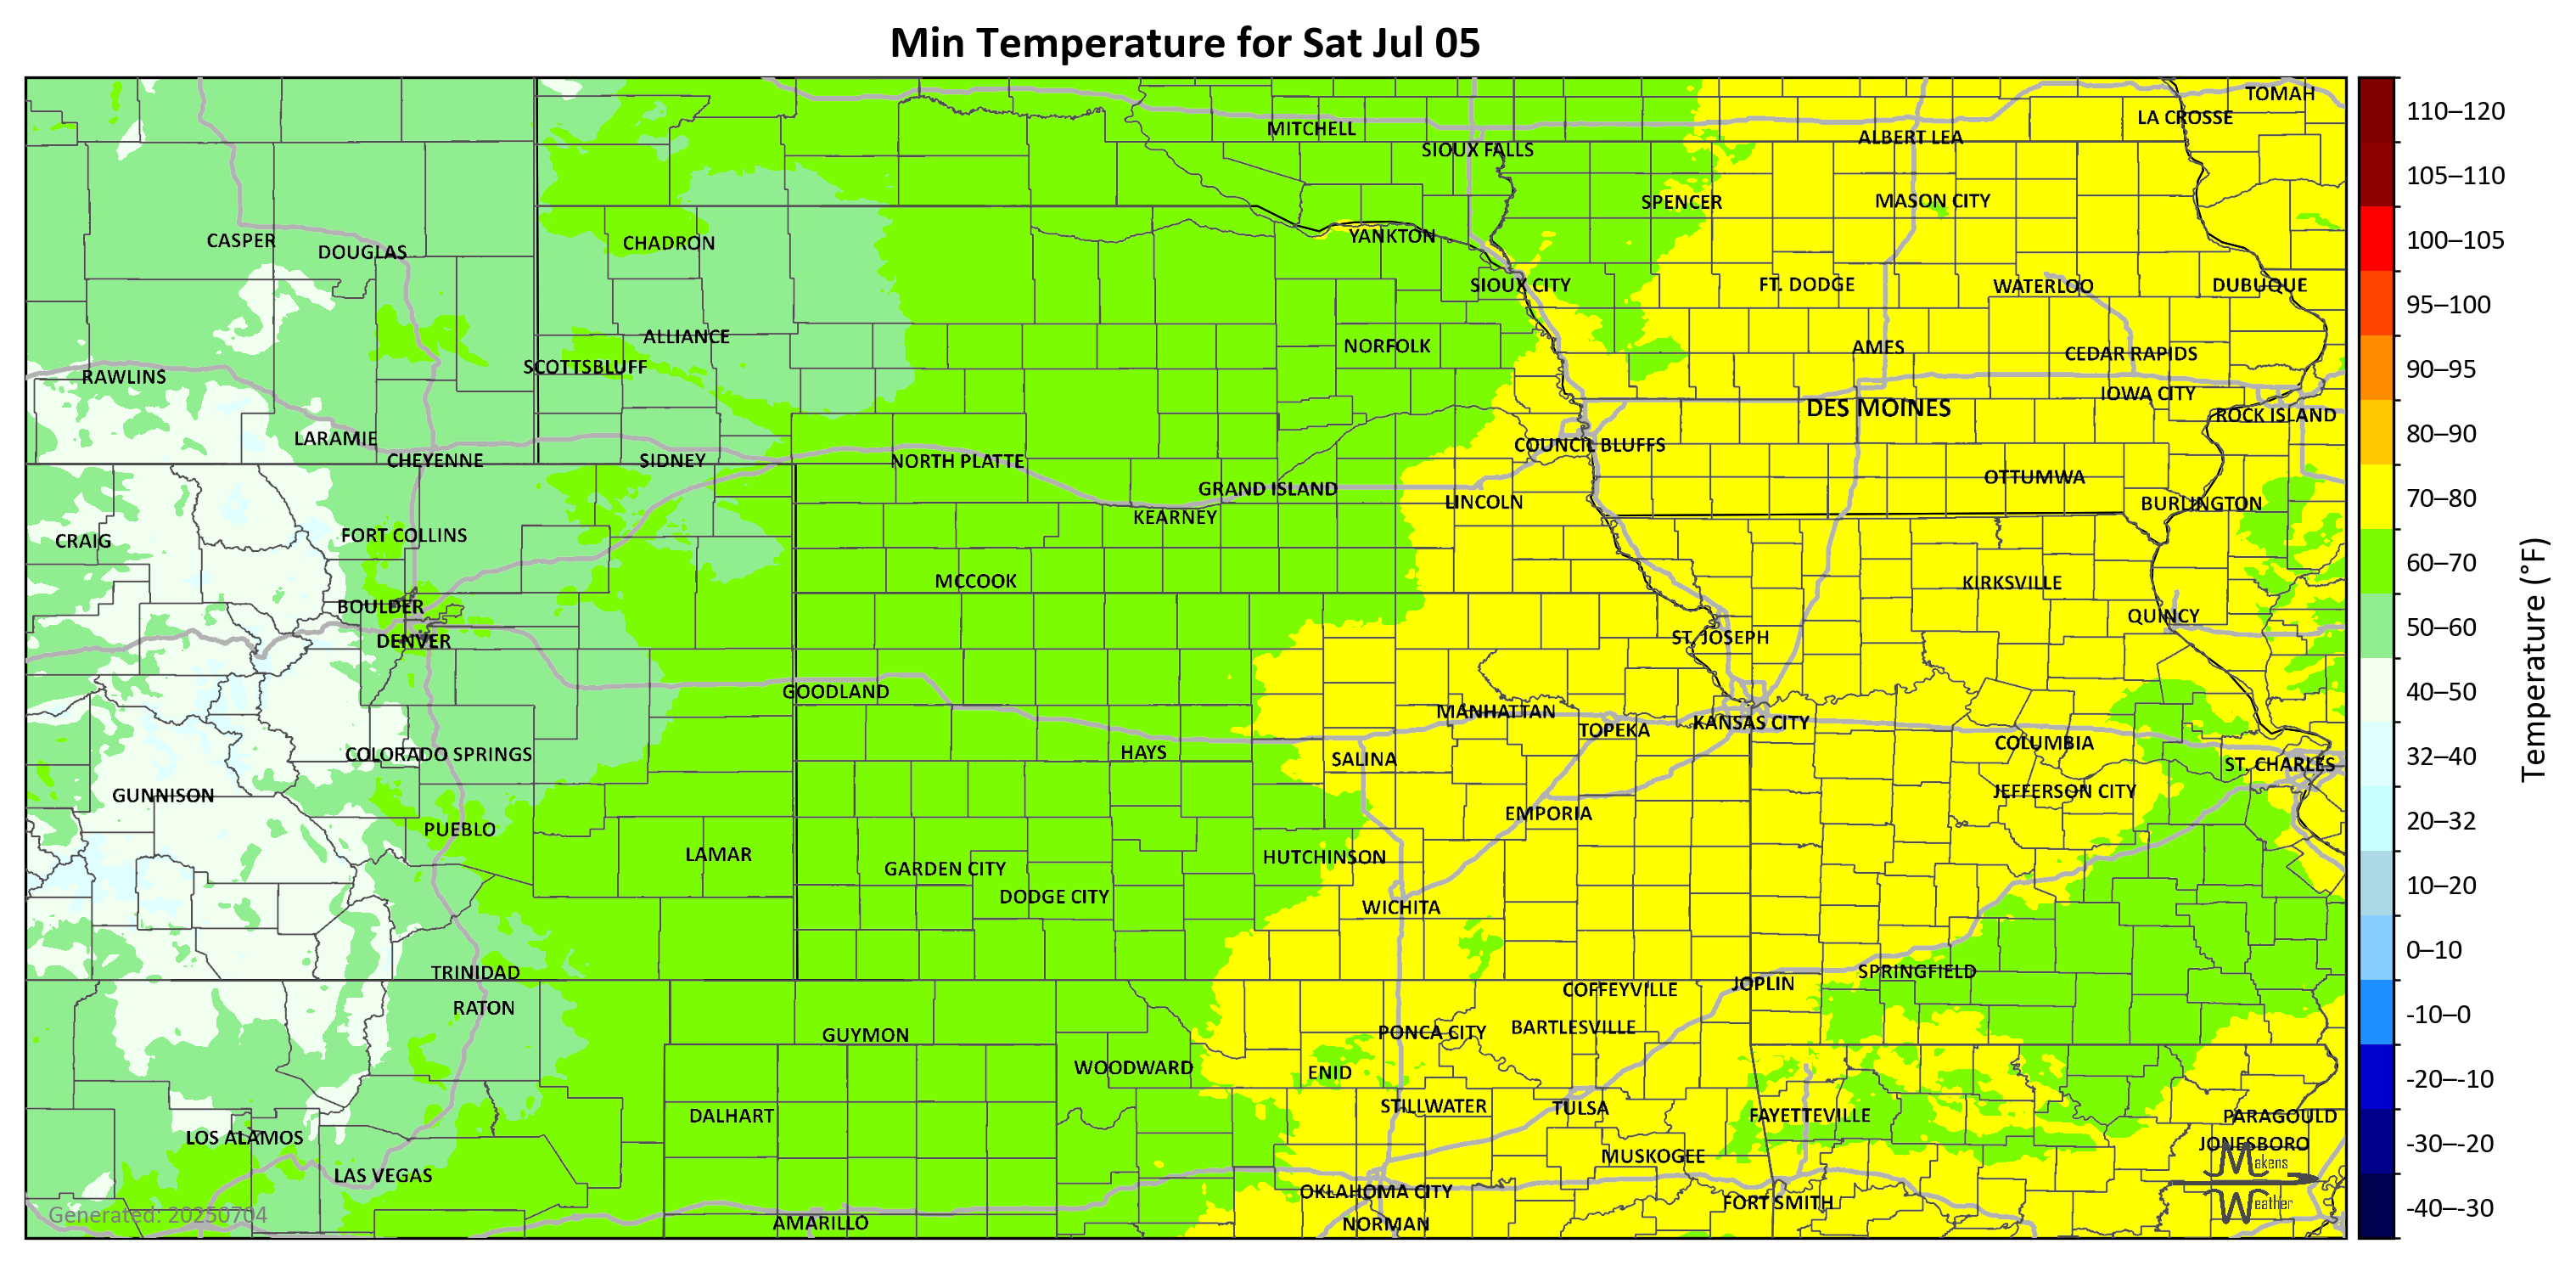 Min Temperature for Sat Jul 05
TOMAH
LA CROSSE
MITCHELL
ALBERT LEA
SIOUX FALLS
SPENCER
MASON CITY
CASPER
DOUGLAS
CHADRON
YANKTON
SIOUX CITY
FT. DODGE
WATERLOO
DUBUQUE
ALLIANCE
NORFOLK
AMES
CEDAR RAPIDS
SCOTTSBLUFF
RAWLINS
IOWA CITY
DES MOINES
ROCK ISLAND
LARAMIE
COUNCIL BLUFFS
CHEYENNE
SIDNEY
NORTH PLATTE
OTTUMWA
GRAND ISLAND
LINCOLN
BURLINGTON
KEARNEY
FORT COLLINS
CRAIG
MCCOOK
KIRKSVILLE
BOULDER
QUINCY
DENVER
ST. JOSEPH
GOODLAND
MANHATTAN
KANSAS CITY
TOPEKA
COLUMBIA
COLORADO SPRINGS
HAYS
SALINA
ST. CHARLES
JEFFERSON CITY
GUNNISON
EMPORIA
PUEBLO
LAMAR
HUTCHINSON
GARDEN CITY
DODGE CITY
WICHITA
TRINIDAD
SPRINGFIELD
JOPLIN
COFFEYVILLE
RATON
BARTLESVILLE
GUYMON
PONCA CITY
WOODWARD
ENID
STILLWATER
TULSA
DALHART
FAYETTEVILLE
PARAGOULD
LOS ALAMOS
JONESBORO
MUSKOGEE
LAS VEGAS
OKLAHOMA CITY
FORT SMITH
AMARILLO
NORMAN
Makens
Weather
Generated: 20250704
110–120
105–110
100–105
95–100
90–95
80–90
70–80
60–70
50–60
40–50
32–40
20–32
10–20
0–10
-10–0
-20–-10
-30–-20
-40–-30
Temperature (°F)